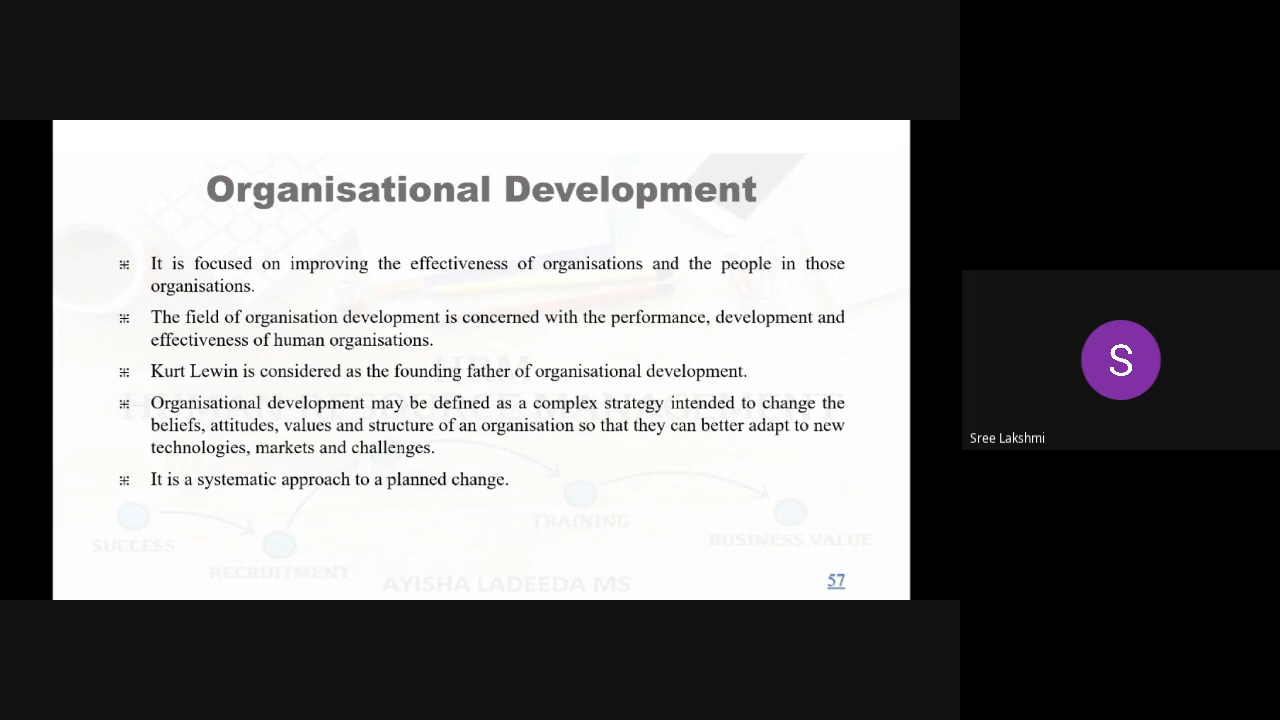 Organisational Development
It is focused on improving the effectiveness of organisations and the people in those
organisations.
The field of organisation development is concerned with the performance, development and
effectiveness of human organisations.
Kurt Lewin is considered as the founding father of organisational development.
Organisational development may be defined as a complex strategy intended to change the
beliefs, attitudes, values and structure of an organisation so that they can better adapt to new
technologies, markets and challenges.
It is a systematic approach to a planned change.
SUCCESS
RECRUITMENT
TRAINING
BUSINESS VALUE
AYISHA LADEEDA MS
57
S
Sree Lakshmi